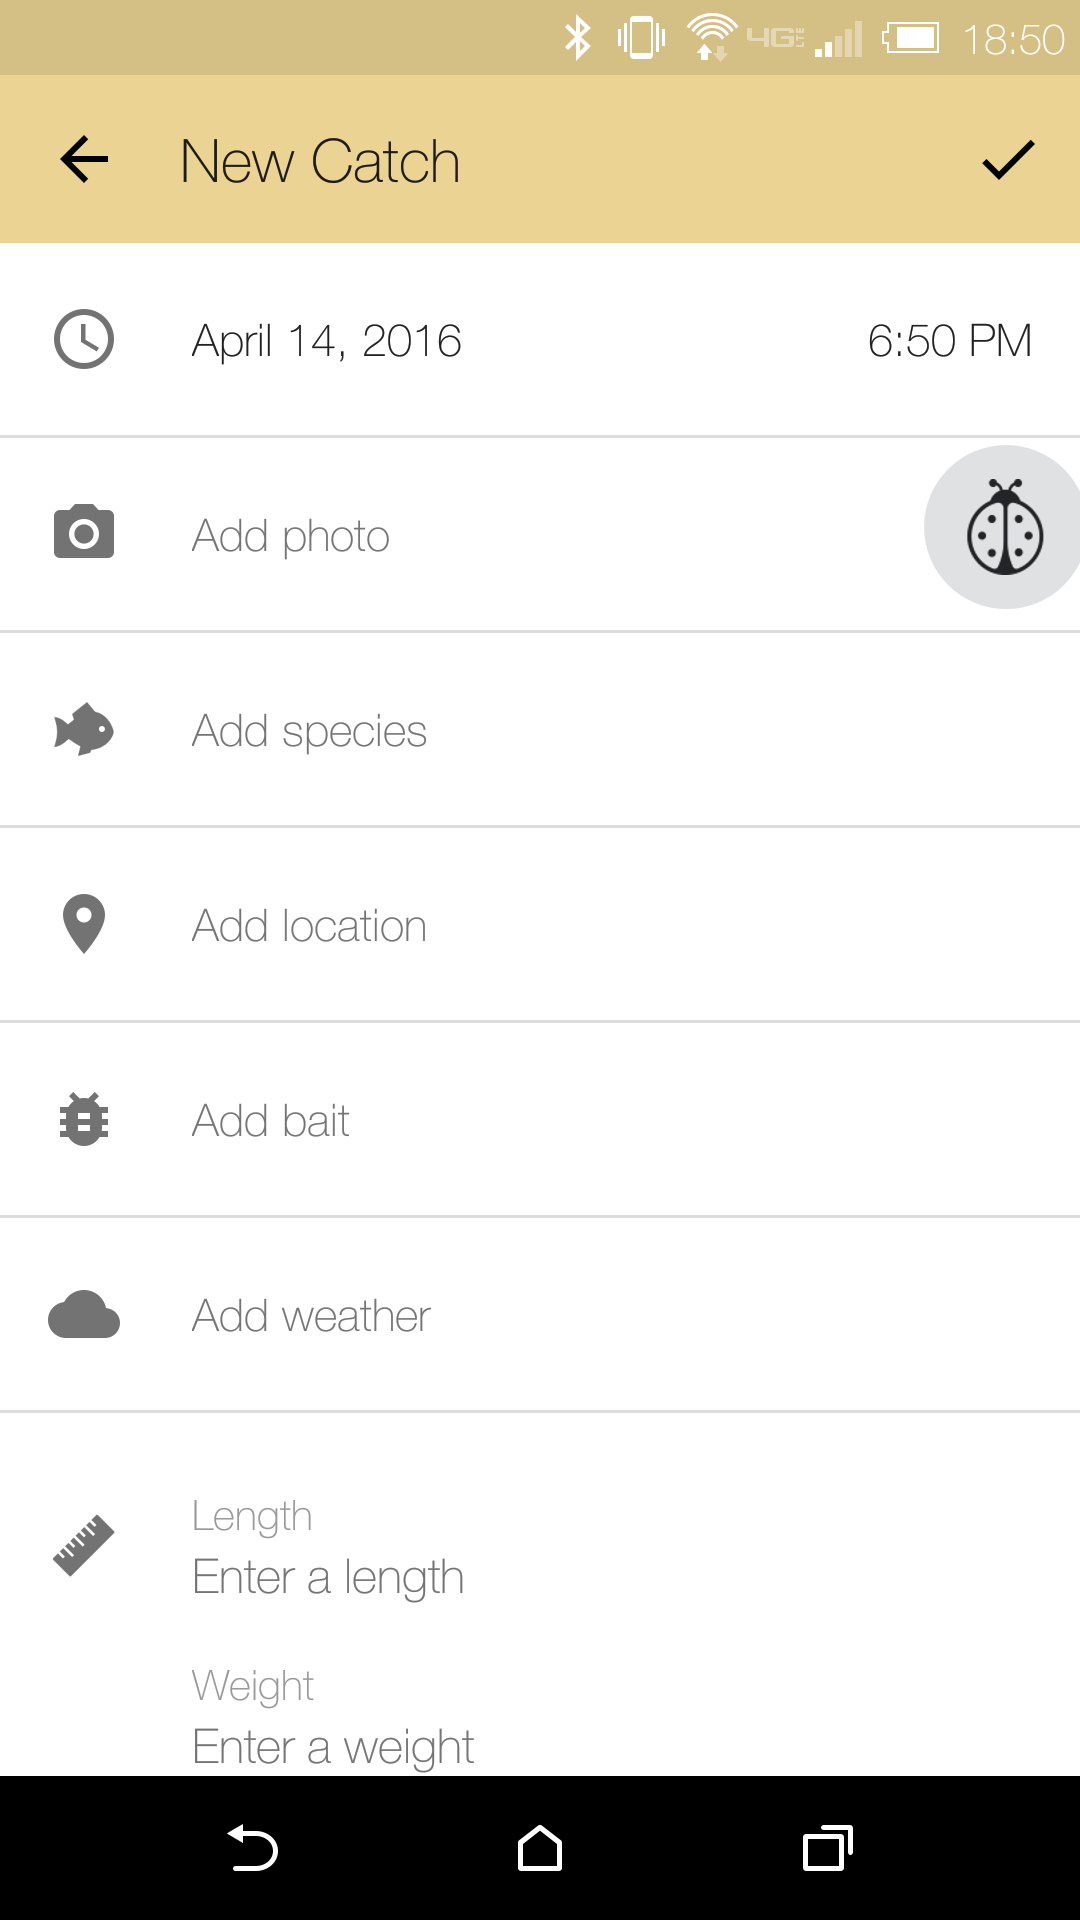 4G LTE 18:50
New Catch
April 14, 2016 6:50 PM
Add photo
Add species
Add location
Add bait
Add weather
Length
Enter a length
Weight
Enter a weight